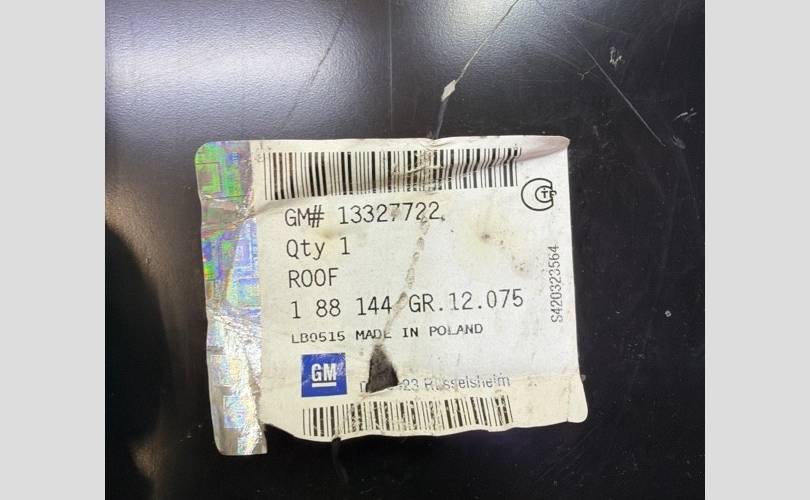 GM# 13327722
Qty 1
ROOF
1 88 144 GR.12.075
LB0515 MADE IN POLAND
GM
Rüsselsheim
S420323564